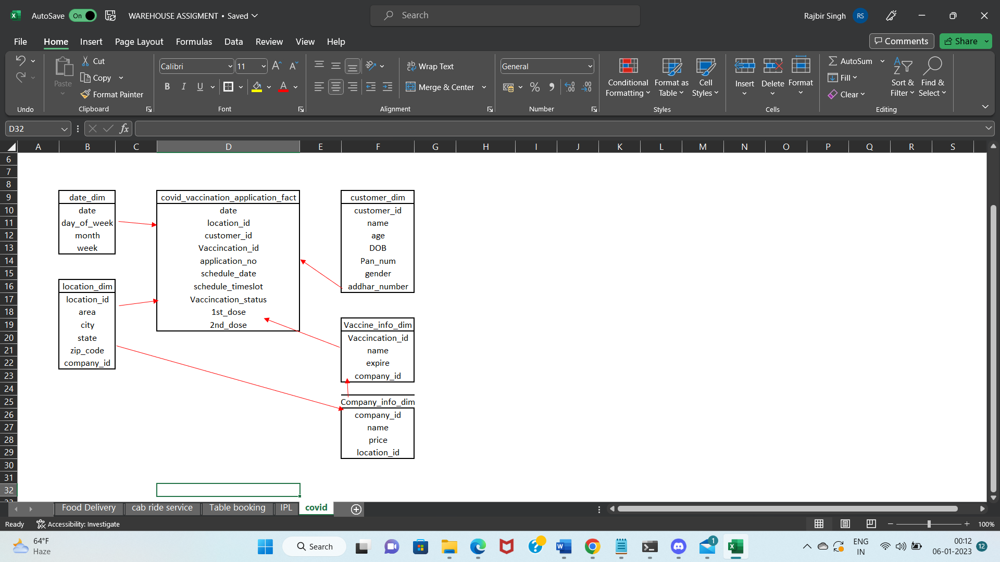 AutoSave On WAREHOUSE ASSIGMENT • Saved Search Rajbir Singh RS
File Home Insert Page Layout Formulas Data Review View Help Comments Share
Paste Cut Copy Format Painter
Calibri 11
B I U A
Wrap Text
Merge & Center
General
Conditional Formatting
Format as Table
Cell Styles
Insert Delete Format
AutoSum
Fill
Clear
Sort & Filter
Find & Select
Undo Clipboard Font Alignment Number Styles Cells Editing
D32 fx
A B C D E F G H I J K L M N O P Q R S
6
7
8
9 date_dim covid_vaccination_application_fact customer_dim
10 date date customer_id
11 day_of_week location_id name
12 month customer_id age
13 week Vaccincation_id DOB
14 application_no Pan_num
15 schedule_date gender
16 location_dim schedule_timeslot addhar_number
17 location_id Vaccincation_status
18 area 1st_dose
19 city 2nd_dose Vaccine_info_dim
20 state Vaccincation_id
21 zip_code name
22 company_id expire
23 company_id
24
25 Company_info_dim
26 company_id
27 name
28 price
29 location_id
30
31
32
Food Delivery cab ride service Table booking IPL covid
Ready Accessibility: Investigate 100%
64°F
Haze
Search
1
ENG
IN
00:12
06-01-2023
12